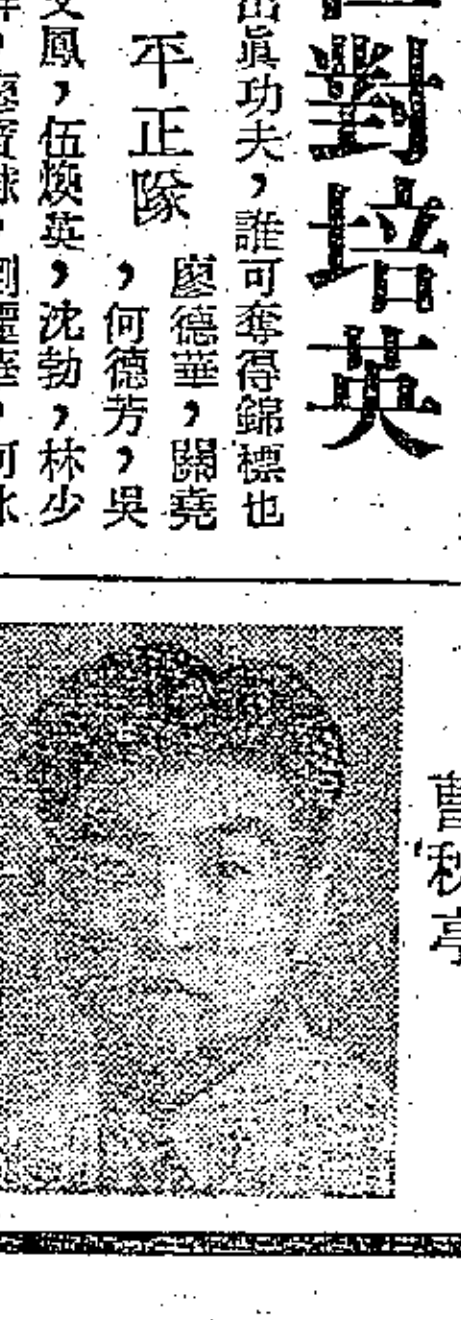 對培英
出眞功夫，誰可奪得錦標也
平正隊 廖德華，關堯
，何德芳，吳
文鳳，伍煥英，沈勃，林少
曹秋亭